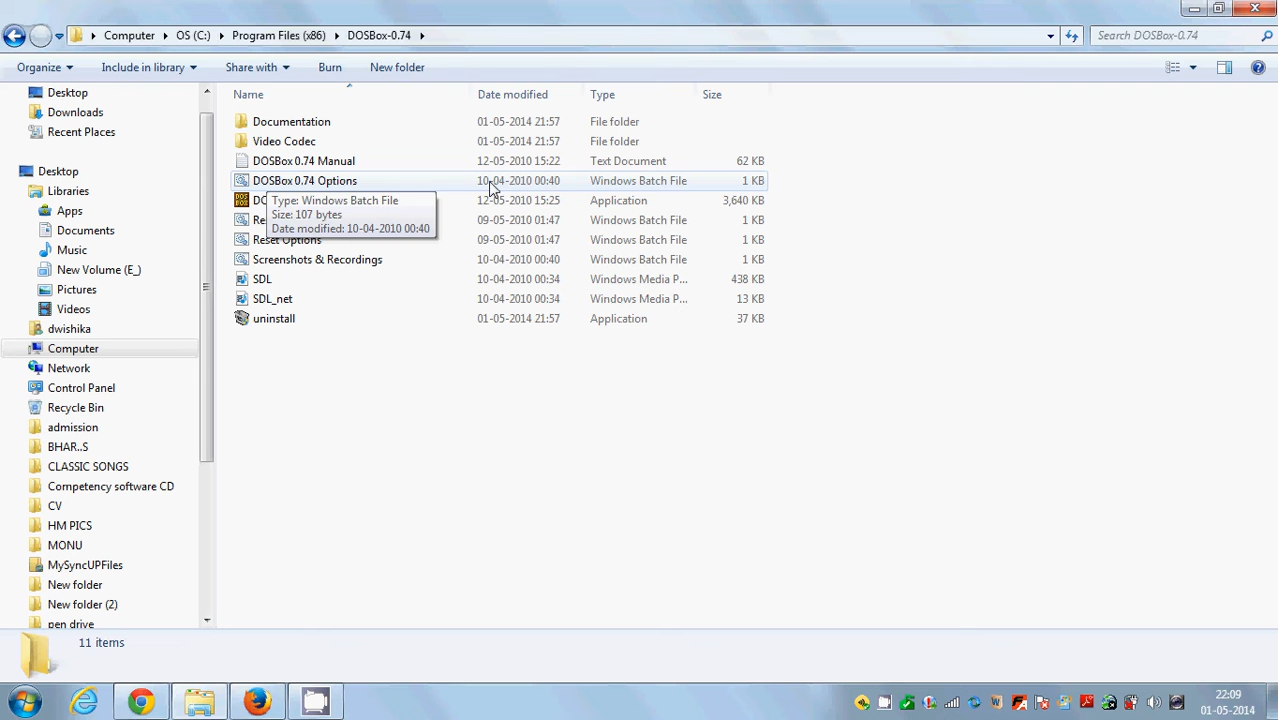 Computer OS (C:) Program Files (x86) DOSBox-0.74 Search DOSBox-0.74
Organize Include in library Share with Burn New folder
Name Date modified Type Size
Desktop
Downloads
Recent Places
Desktop
Libraries
Apps
Documents
Music
New Volume (E_)
Pictures
Videos
dwishika
Computer
Network
Control Panel
Recycle Bin
admission
BHAR..S
CLASSIC SONGS
Competency software CD
CV
HM PICS
MONU
MySyncUPFiles
New folder
New folder (2)
pen drive
Documentation 01-05-2014 21:57 File folder
Video Codec 01-05-2014 21:57 File folder
DOSBox 0.74 Manual 12-05-2010 15:22 Text Document 62 KB
DOSBox 0.74 Options 10-04-2010 00:40 Windows Batch File 1 KB
DO 12-05-2010 15:25 Application 3,640 KB
Re 09-05-2010 01:47 Windows Batch File 1 KB
Reset Options 09-05-2010 01:47 Windows Batch File 1 KB
Screenshots & Recordings 10-04-2010 00:40 Windows Batch File 1 KB
SDL 10-04-2010 00:34 Windows Media P... 438 KB
SDL_net 10-04-2010 00:34 Windows Media P... 13 KB
uninstall 01-05-2014 21:57 Application 37 KB
Type: Windows Batch File
Size: 107 bytes
Date modified: 10-04-2010 00:40
11 items
22:09
01-05-2014